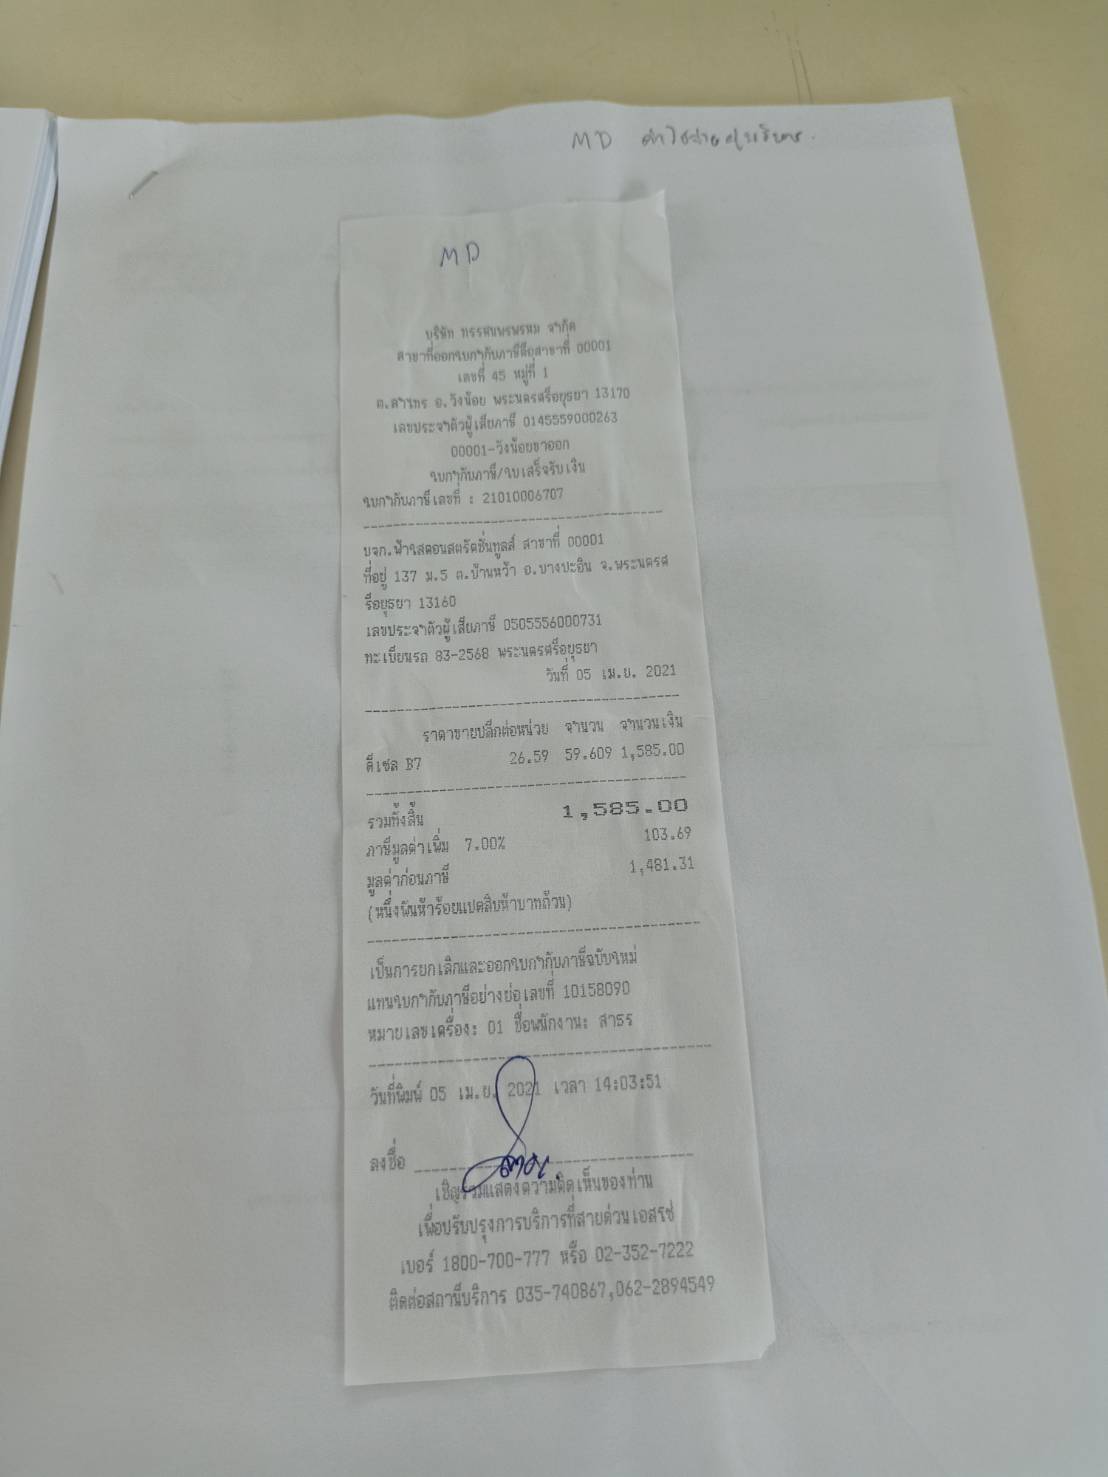 MD ค่าใช้จ่ายผู้บริหาร
MD
บริษัท ทรรศนพรพรหม จำกัด
สาขาที่ออกใบกำกับภาษีคือสาขาที่ 00001
เลขที่ 45 หมู่ที่ 1
ต.ลำไทร อ.วังน้อย พระนครศรีอยุธยา 13170
เลขประจำตัวผู้เสียภาษี 0145559000263
00001-วังน้อยขาออก
ใบกำกับภาษี/ใบเสร็จรับเงิน
ใบกำกับภาษีเลขที่ : 21010006707
บจก.ฟ้าใสคอนสตรัคชั่นทูลส์ สาขาที่ 00001
ที่อยู่ 137 ม.5 ต.บ้านหว้า อ.บางปะอิน จ.พระนครศ
รีอยุธยา 13160
เลขประจำตัวผู้เสียภาษี 0505556000731
ทะเบียนรถ 83-2568 พระนครศรีอยุธยา
วันที่ 05 เม.ย. 2021
ราคาขายปลีกต่อหน่วย จำนวน จำนวนเงิน
ดีเซล B7 26.59 59.609 1,585.00
รวมทั้งสิ้น 1,585.00
ภาษีมูลค่าเพิ่ม 7.00% 103.69
มูลค่าก่อนภาษี 1,481.31
(หนึ่งพันห้าร้อยแปดสิบห้าบาทถ้วน)
เป็นการยกเลิกและออกใบกำกับภาษีฉบับใหม่
แทนใบกำกับภาษีอย่างย่อเลขที่ 10158090
หมายเลขเครื่อง: 01 ชื่อพนักงาน: สาธร
วันที่พิมพ์ 05 เม.ย. 2021 เวลา 14:03:51
ลงชื่อ
เชิญร่วมแสดงความคิดเห็นของท่าน
เพื่อปรับปรุงการบริการที่สายด่วนเอสโซ่
เบอร์ 1800-700-777 หรือ 02-352-7222
ติดต่อสถานีบริการ 035-740867,062-2894549